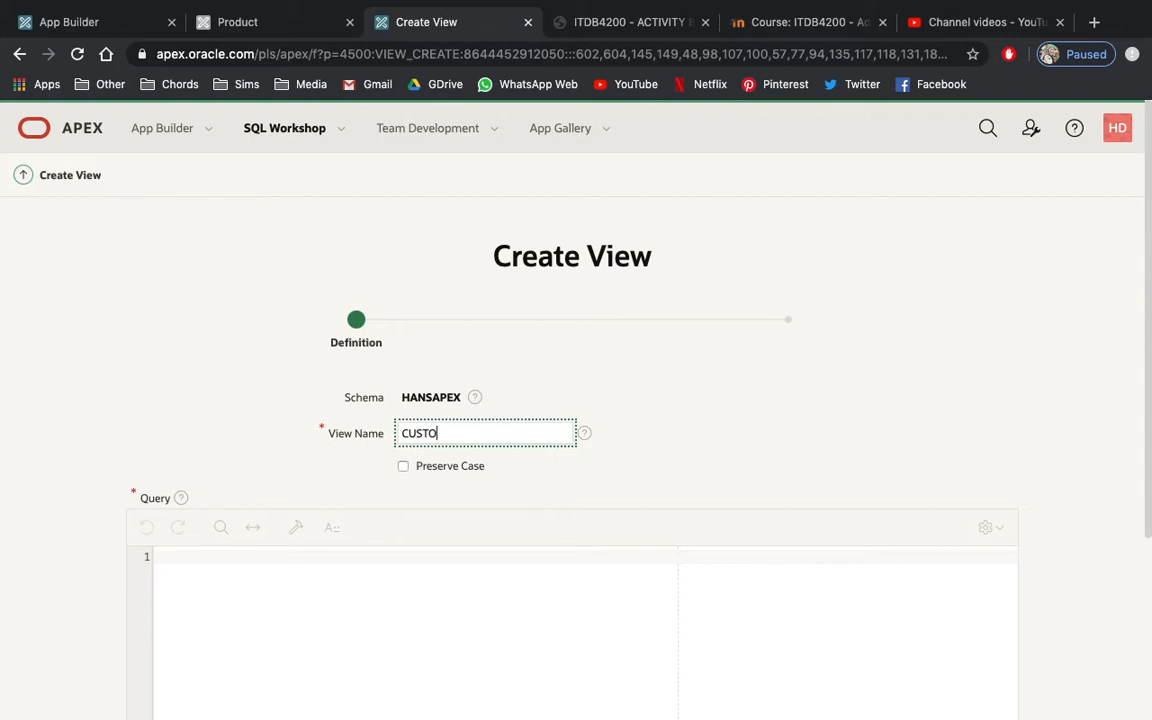 App Builder
Product
Create View
ITDB4200 - ACTIVITY
Course: ITDB4200 - A
Channel videos - YouT
apex.oracle.com/pls/apex/f?p=4500:VIEW_CREATE:8644452912050:::602,604,145,149,48,98,107,100,57,77,94,135,117,118,131,18...
Paused
Apps
Other
Chords
Sims
Media
Gmail
GDrive
WhatsApp Web
YouTube
Netflix
Pinterest
Twitter
Facebook
APEX
App Builder
SQL Workshop
Team Development
App Gallery
HD
Create View
Create View
Definition
Schema HANSAPEX ?
* View Name CUSTO ?
Preserve Case
* Query ?
A::
1